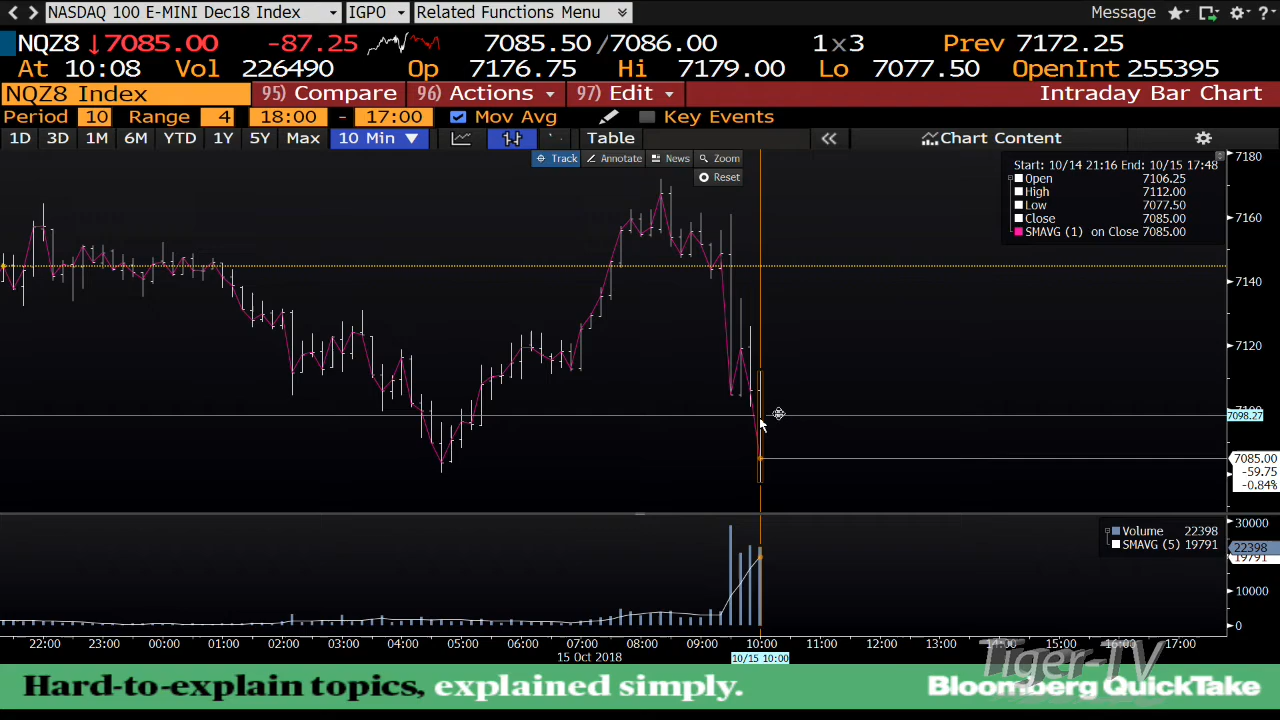 NASDAQ 100 E-MINI Dec18 Index IGPO Related Functions Menu Message ?
NQZ8 ↓7085.00 -87.25 7085.50/7086.00 1x3 Prev 7172.25
At 10:08 Vol 226490 Op 7176.75 Hi 7179.00 Lo 7077.50 OpenInt 255395
NQZ8 Index 95) Compare 96) Actions 97) Edit Intraday Bar Chart
Period 10 Range 4 18:00 - 17:00 Mov Avg Key Events
1D 3D 1M 6M YTD 1Y 5Y Max 10 Min ▼ Table « Chart Content
Track Annotate News Zoom
Reset
Start: 10/14 21:16 End: 10/15 17:48
Open 7106.25
High 7112.00
Low 7077.50
Close 7085.00
SMAVG (1) on Close 7085.00
7180
7160
7140
7120
7098.27
7085.00
-59.75
-0.84%
Volume 22398
SMAVG (5) 19791
30000
22398
19791
10000
0
22:00 23:00 00:00 01:00 02:00 03:00 04:00 05:00 06:00 07:00 08:00 09:00 10:00 11:00 12:00 13:00 14:00 15:00 16:00 17:00
15 Oct 2018 10/15 10:00
Tiger-TV
Hard-to-explain topics, explained simply. Bloomberg QuickTake